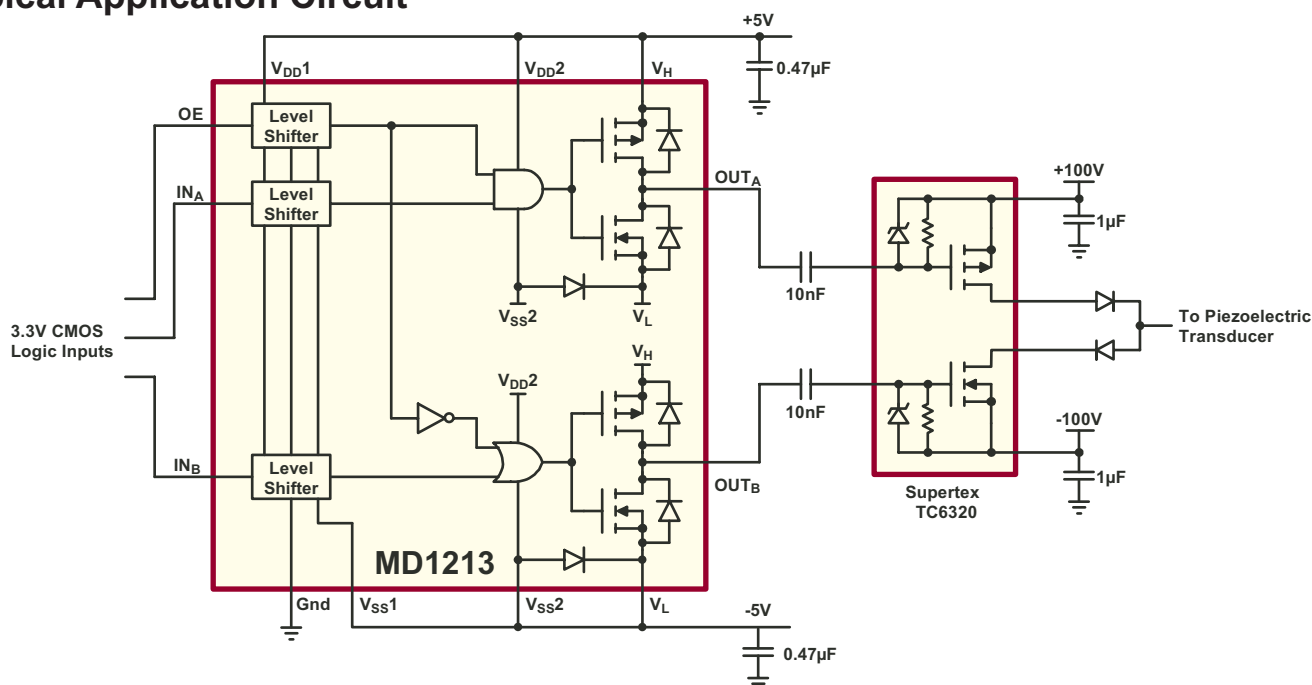 Typical Application Circuit
+5V
VDD1
VDD2
VH
0.47µF
OE
Level
Shifter
INA
Level
Shifter
OUTA
+100V
1µF
10nF
VSS2
VL
3.3V CMOS
Logic Inputs
To Piezoelectric
Transducer
VH
VDD2
10nF
-100V
INB
Level
Shifter
OUTB
1µF
Supertex
TC6320
MD1213
Gnd
VSS1
VSS2
VL
-5V
0.47µF